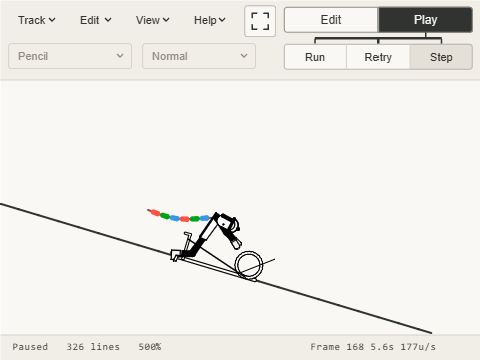 Track Edit View Help Edit Play
Pencil Normal Run Retry Step
Paused 326 lines 500% Frame 168 5.6s 177u/s